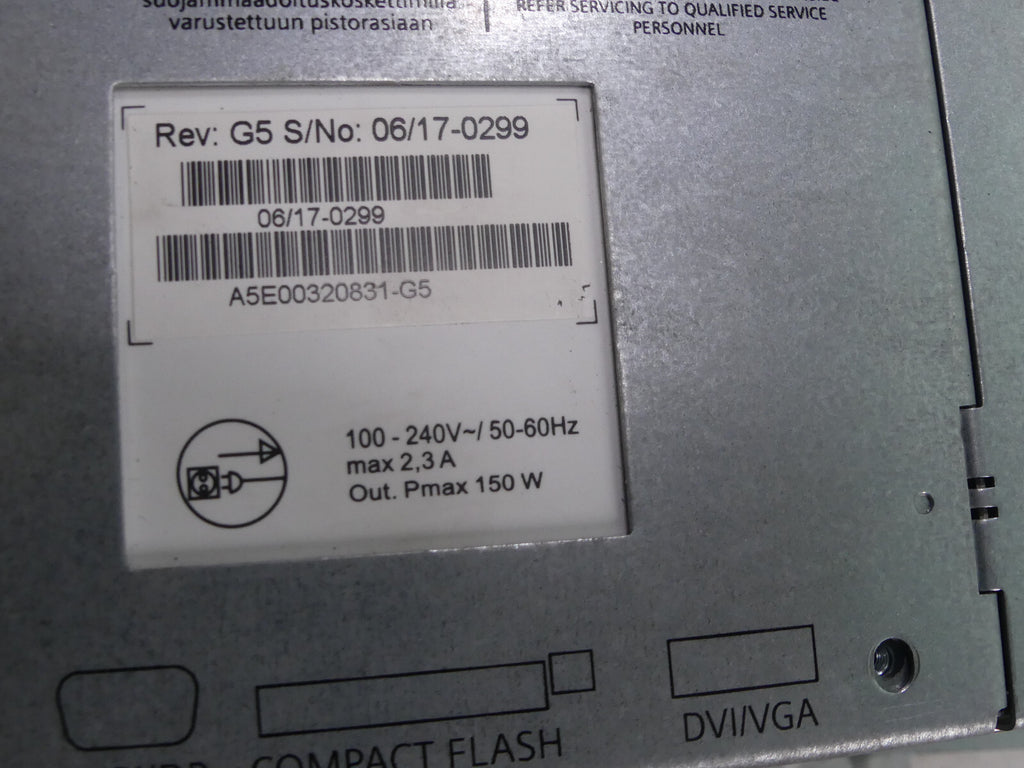 suojammaadoituskoskettimilla
varustettuun pistorasiaan
REFER SERVICING TO QUALIFIED SERVICE
PERSONNEL
Rev: G5 S/No: 06/17-0299
06/17-0299
A5E00320831-G5
100 - 240V~/ 50-60Hz
max 2,3 A
Out. Pmax 150 W
COMPACT FLASH
DVI/VGA